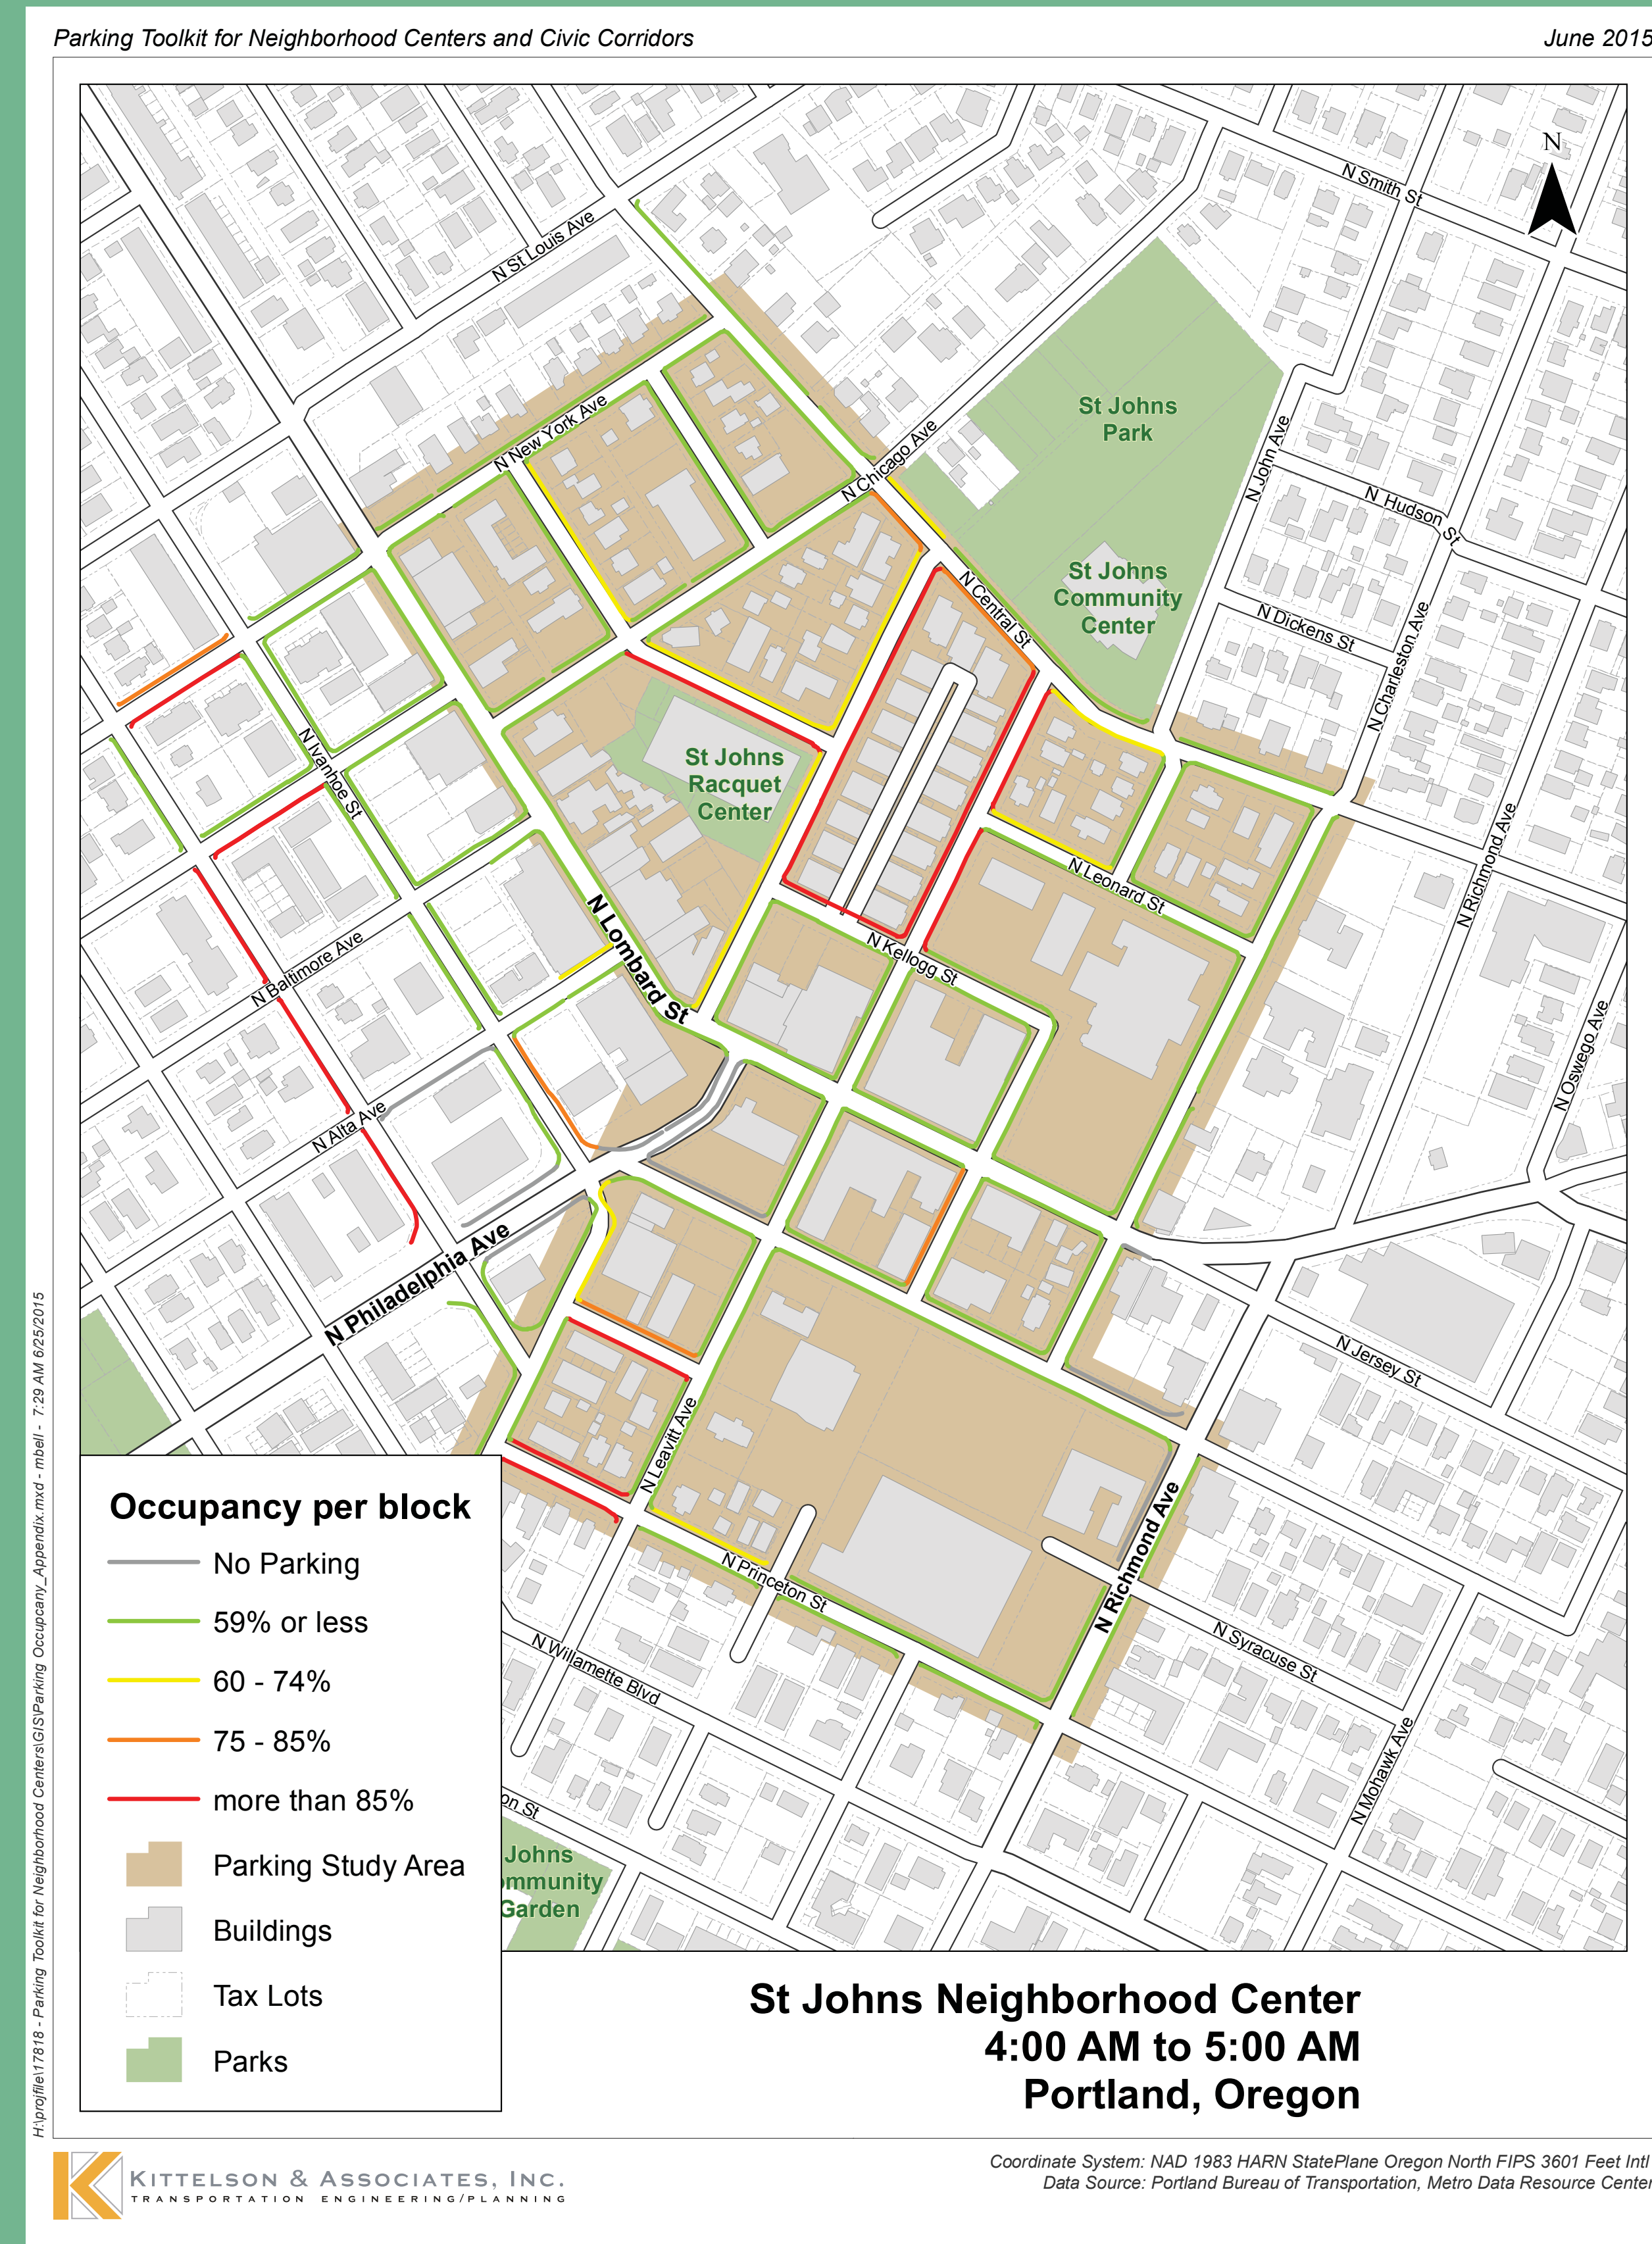 Parking Toolkit for Neighborhood Centers and Civic Corridors
June 2015
N
N Smith St
N St Louis Ave
St Johns
Park
N New York Ave
N Chicago Ave
N John Ave
N Hudson St
St Johns
Community
Center
N Central St
N Dickens St
N Charleston Ave
N Ivanhoe St
St Johns
Racquet
Center
N Richmond Ave
N Leonard St
N Lombard St
N Kellogg St
N Baltimore Ave
N Oswego Ave
N Alta Ave
N Philadelphia Ave
N Jersey St
N Leavitt Ave
N Richmond Ave
N Princeton St
N Syracuse St
N Willamette Blvd
N Mohawk Ave
on St
Johns
ommunity
Garden
Occupancy per block
No Parking
59% or less
60 - 74%
75 - 85%
more than 85%
Parking Study Area
Buildings
Tax Lots
Parks
St Johns Neighborhood Center
4:00 AM to 5:00 AM
Portland, Oregon
H:\projfile\17818 - Parking Toolkit for Neighborhood Centers\GIS\Parking Occupcany_Appendix.mxd - mbell - 7:29 AM 6/25/2015
KITTELSON & ASSOCIATES, INC.
TRANSPORTATION ENGINEERING/PLANNING
Coordinate System: NAD 1983 HARN StatePlane Oregon North FIPS 3601 Feet Intl
Data Source: Portland Bureau of Transportation, Metro Data Resource Center